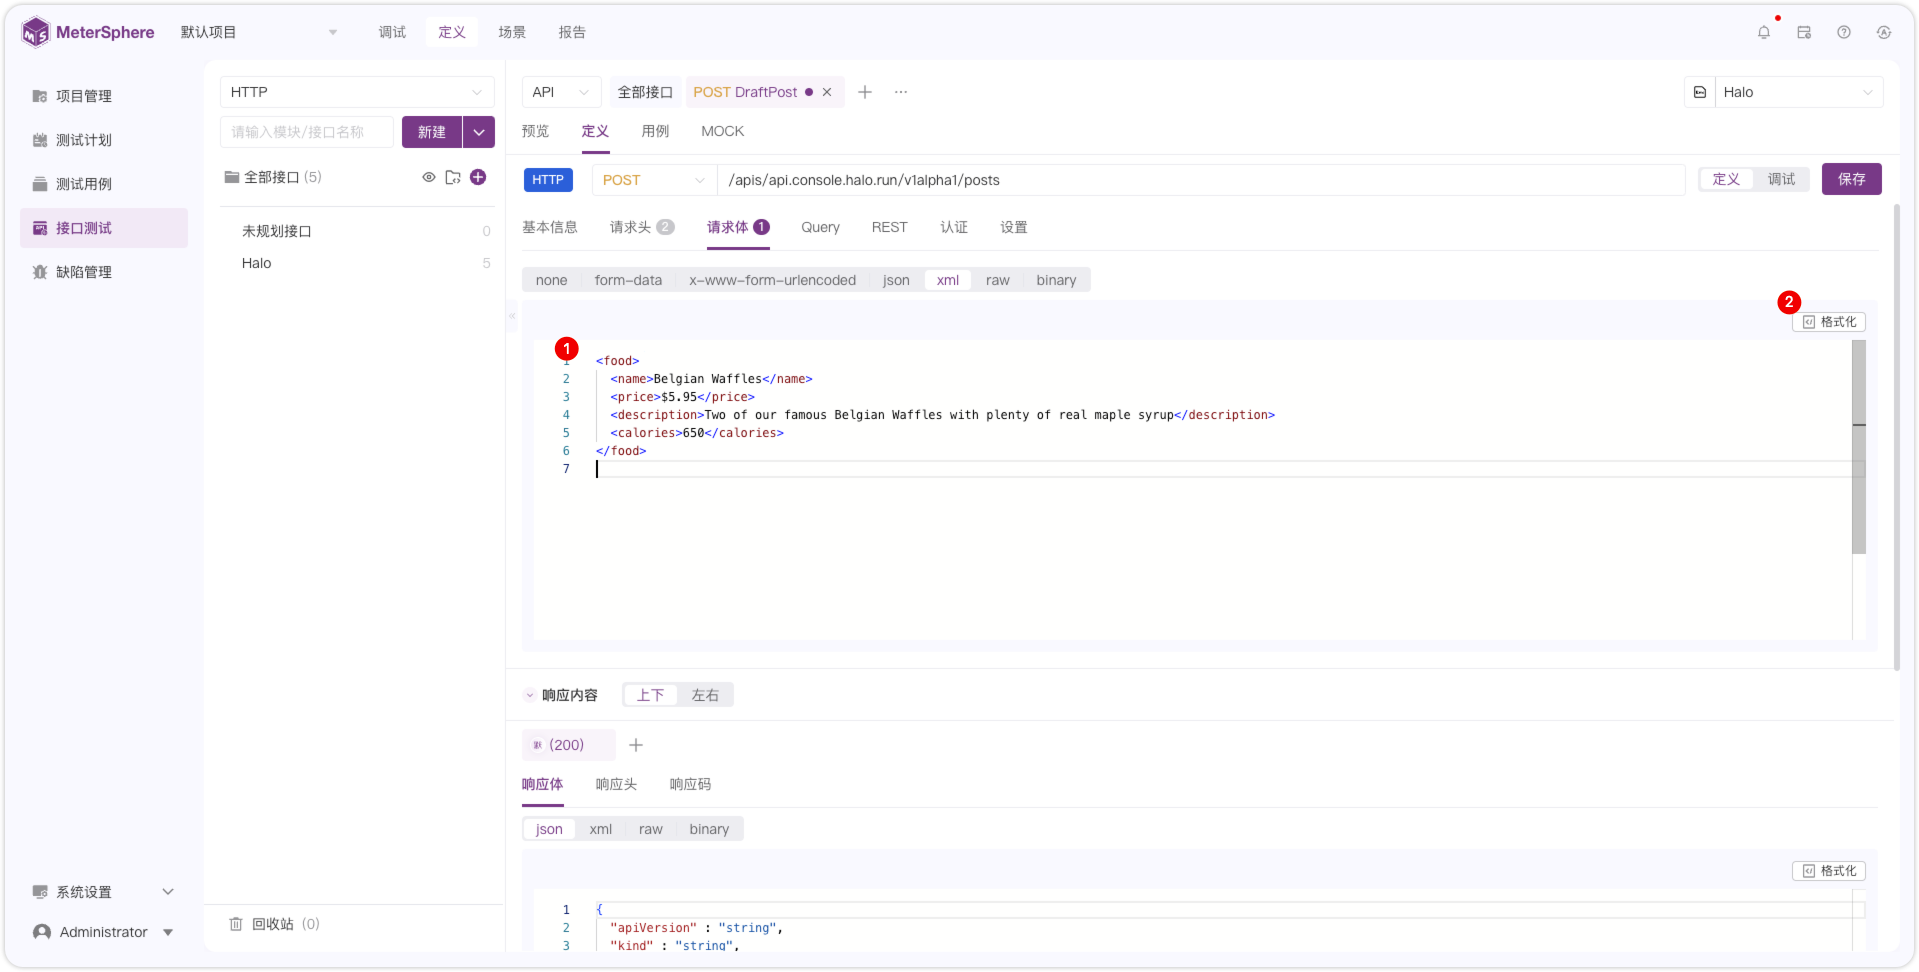 MeterSphere 默认项目 调试 定义 场景 报告
项目管理
测试计划
测试用例
接口测试
缺陷管理
系统设置
Administrator
HTTP
请输入模块/接口名称 新建
全部接口 (5)
未规划接口 0
Halo 5
回收站 (0)
API 全部接口 POST DraftPost Halo
预览 定义 用例 MOCK
HTTP POST /apis/api.console.halo.run/v1alpha1/posts 定义 调试 保存
基本信息 请求头 2 请求体 1 Query REST 认证 设置
none form-data x-www-form-urlencoded json xml raw binary
2
格式化
1
1 <food>
2 <name>Belgian Waffles</name>
3 <price>$5.95</price>
4 <description>Two of our famous Belgian Waffles with plenty of real maple syrup</description>
5 <calories>650</calories>
6 </food>
7
响应内容 上下 左右
默 (200)
响应体 响应头 响应码
json xml raw binary
格式化
1 {
2 "apiVersion" : "string",
3 "kind" : "string",